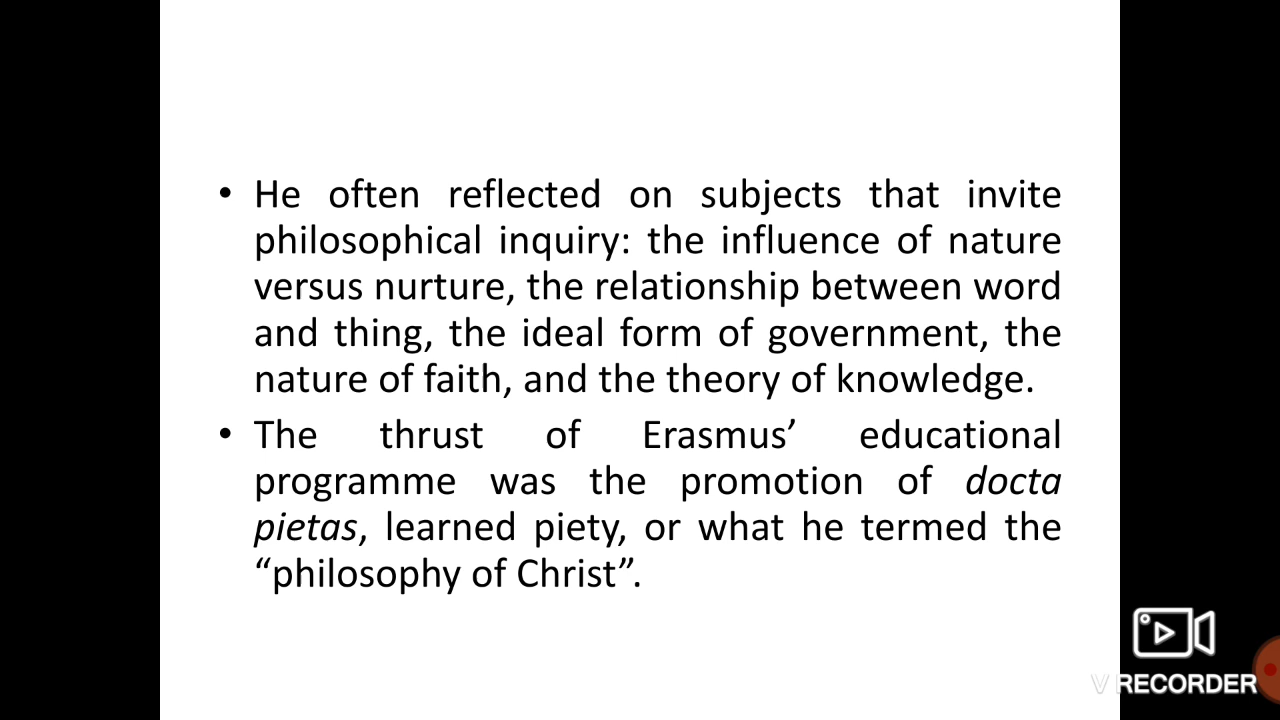 • He often reflected on subjects that invite
philosophical inquiry: the influence of nature
versus nurture, the relationship between word
and thing, the ideal form of government, the
nature of faith, and the theory of knowledge.
• The thrust of Erasmus’ educational
programme was the promotion of docta
pietas, learned piety, or what he termed the
“philosophy of Christ”.
V RECORDER